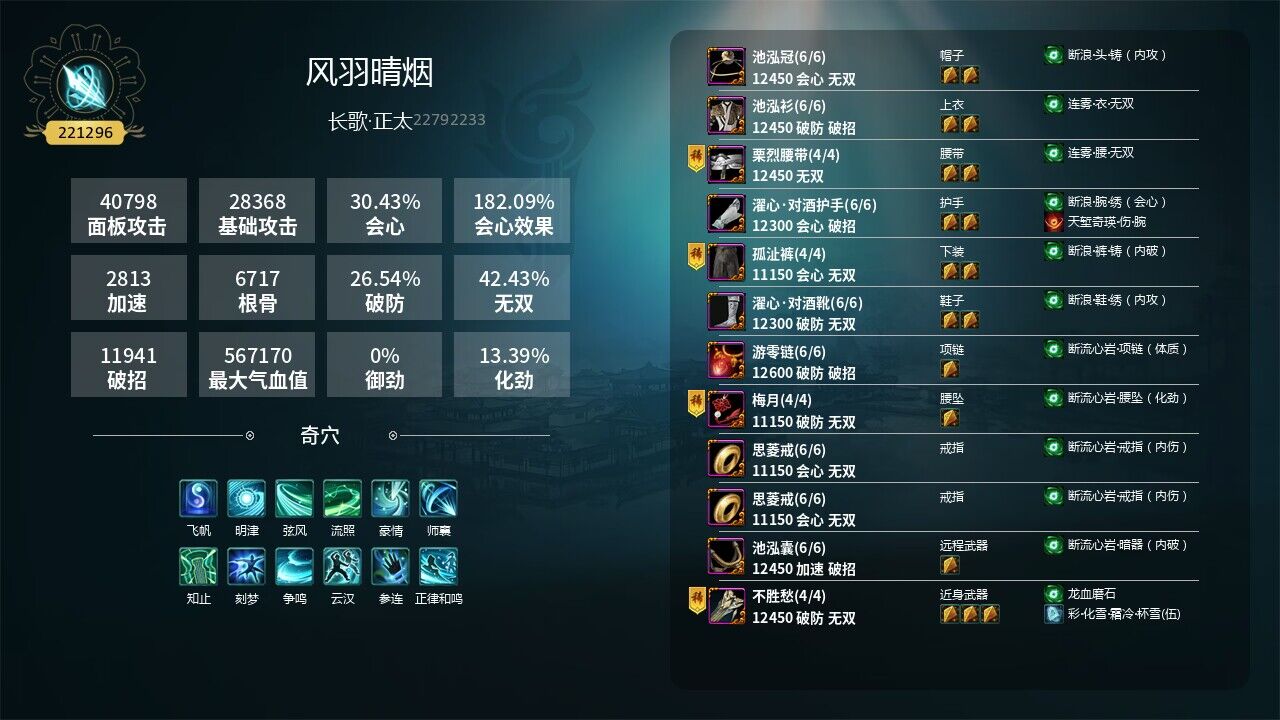 221296
风羽晴烟
长歌·正太22792233
40798
面板攻击
28368
基础攻击
30.43%
会心
182.09%
会心效果
2813
加速
6717
根骨
26.54%
破防
42.43%
无双
11941
破招
567170
最大气血值
0%
御劲
13.39%
化劲
奇穴
飞帆
明津
弦风
流照
豪情
师襄
知止
刻梦
争鸣
云汉
参连
正律和鸣
池泓冠(6/6)
12450 会心 无双
帽子
断浪·头·铸（内攻）
池泓衫(6/6)
12450 破防 破招
上衣
连雾·衣·无双
稀
栗烈腰带(4/4)
12450 无双
腰带
连雾·腰·无双
濯心·对酒护手(6/6)
12300 会心 破招
护手
断浪·腕·绣（会心）
天堑奇瑛·伤·腕
稀
孤沚裤(4/4)
11150 会心 无双
下装
断浪·裤·铸（内破）
濯心·对酒靴(6/6)
12300 破防 无双
鞋子
断浪·鞋·绣（内攻）
游零链(6/6)
12600 破防 破招
项链
断流心岩·项链（体质）
稀
梅月(4/4)
11150 破防 无双
腰坠
断流心岩·腰坠（化劲）
思菱戒(6/6)
11150 会心 无双
戒指
断流心岩·戒指（内伤）
思菱戒(6/6)
11150 会心 无双
戒指
断流心岩·戒指（内伤）
池泓囊(6/6)
12450 加速 破招
远程武器
断流心岩·暗器（内破）
稀
不胜愁(4/4)
12450 破防 无双
近身武器
龙血磨石
彩·化雪·霜冷·杯雪(伍)